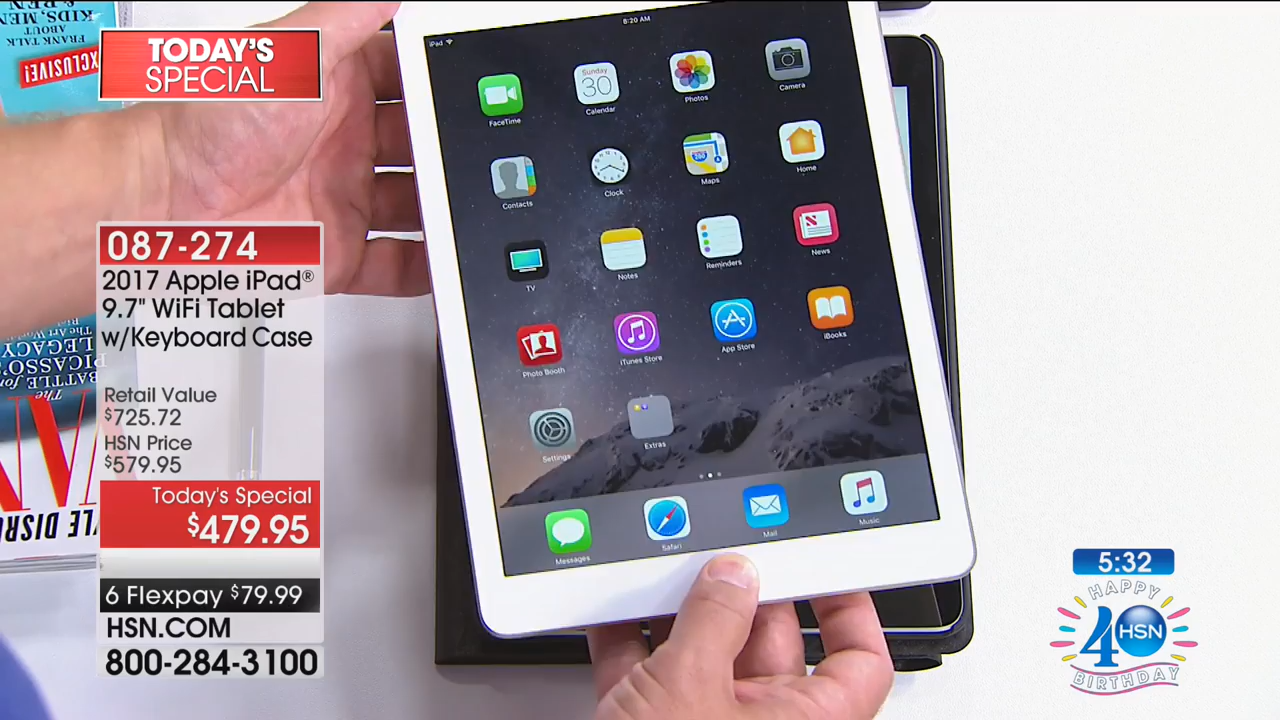 KIDS, MEN
& PEN
FRANK TALK
ABOUT
EXCLUSIVE!
TODAY'S
SPECIAL
087-274
2017 Apple iPad®
9.7" WiFi Tablet
w/Keyboard Case
Retail Value
$725.72
HSN Price
$579.95
Today's Special
$479.95
6 Flexpay $79.99
HSN.COM
800-284-3100
The
BATTLE for
PICASSO'S
LEGACY
iPad
8:20 AM
FaceTime
Sunday
30
Calendar
Photos
Camera
Contacts
Clock
280
Maps
Home
TV
Notes
Reminders
News
Photo Booth
iTunes Store
App Store
iBooks
Settings
Extras
Messages
Safari
Mail
Music
5:32
HAPPY
40
HSN
BIRTHDAY